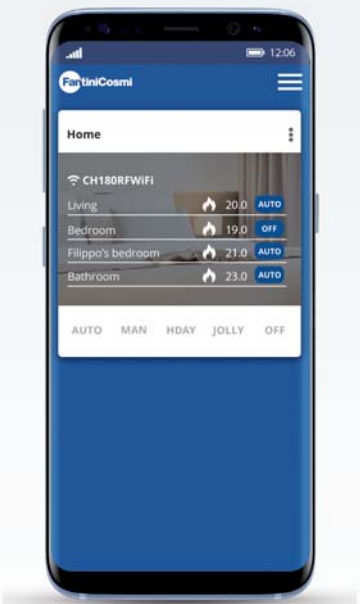 12:06
FantiniCosmi
Home
CH180RFWiFi
Living 20.0 AUTO
Bedroom 19.0 OFF
Filippo's bedroom 21.0 AUTO
Bathroom 23.0 AUTO
AUTO MAN HDAY JOLLY OFF